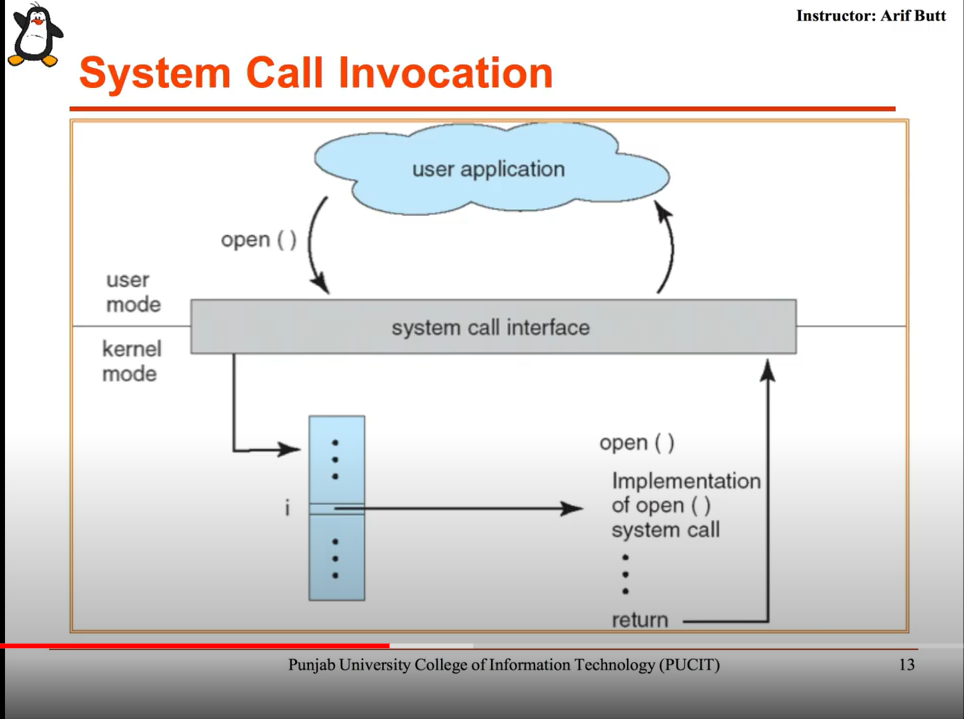 Instructor: Arif Butt
System Call Invocation
user application
open ( )
user
mode
system call interface
kernel
mode
open ( )
Implementation
of open ( )
system call
i
return
Punjab University College of Information Technology (PUCIT)
13